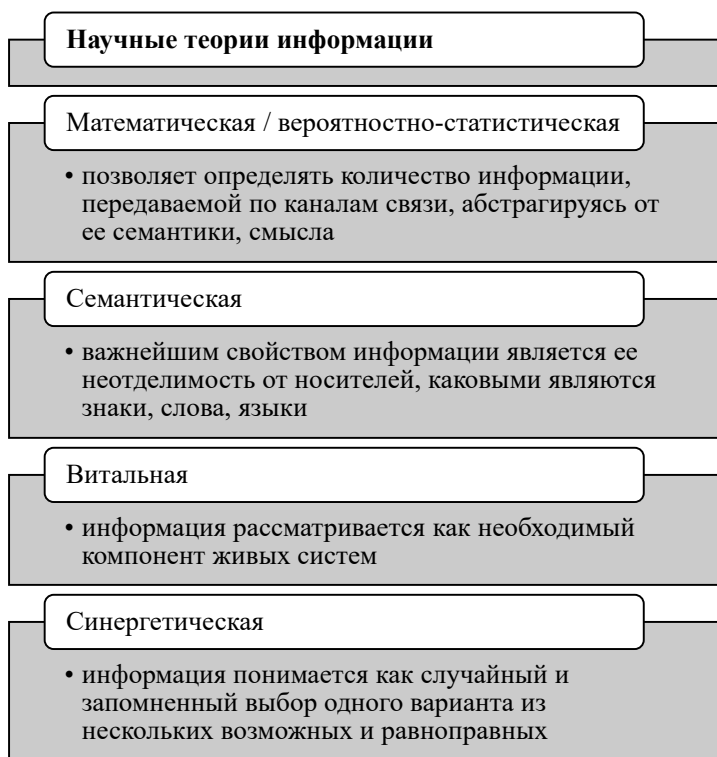 Научные теории информации
Математическая / вероятностно-статистическая
• позволяет определять количество информации,
передаваемой по каналам связи, абстрагируясь от
ее семантики, смысла
Семантическая
• важнейшим свойством информации является ее
неотделимость от носителей, каковыми являются
знаки, слова, языки
Витальная
• информация рассматривается как необходимый
компонент живых систем
Синергетическая
• информация понимается как случайный и
запомненный выбор одного варианта из
нескольких возможных и равноправных